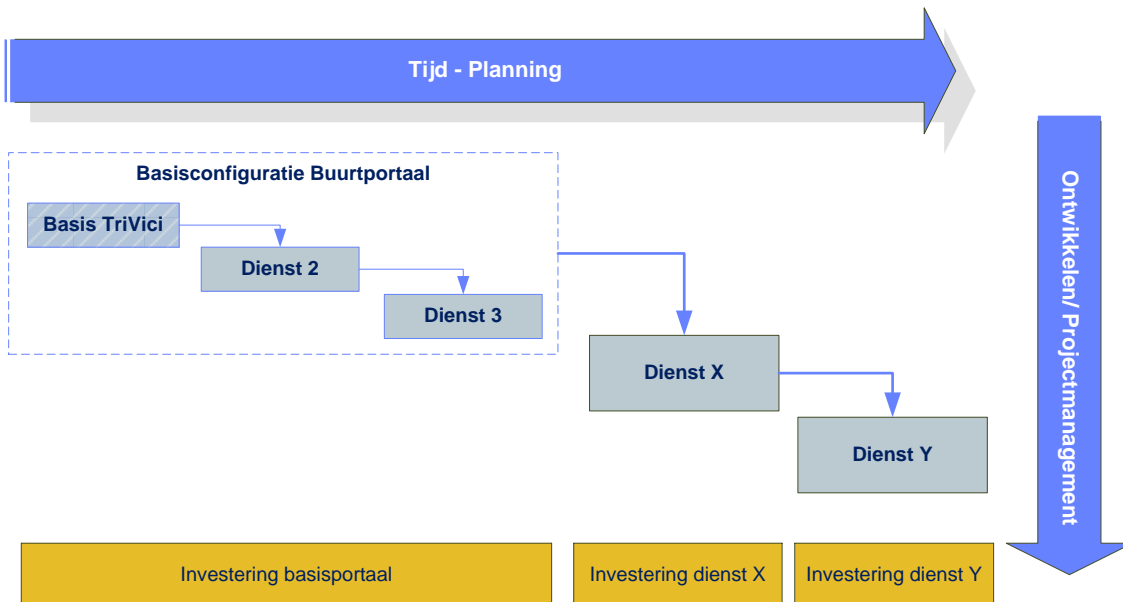 Tijd - Planning
Basisconfiguratie Buurtportaal
Basis TriVici
Dienst 2
Dienst 3
Dienst X
Dienst Y
Ontwikkelen/ Projectmanagement
Investering basisportaal
Investering dienst X
Investering dienst Y